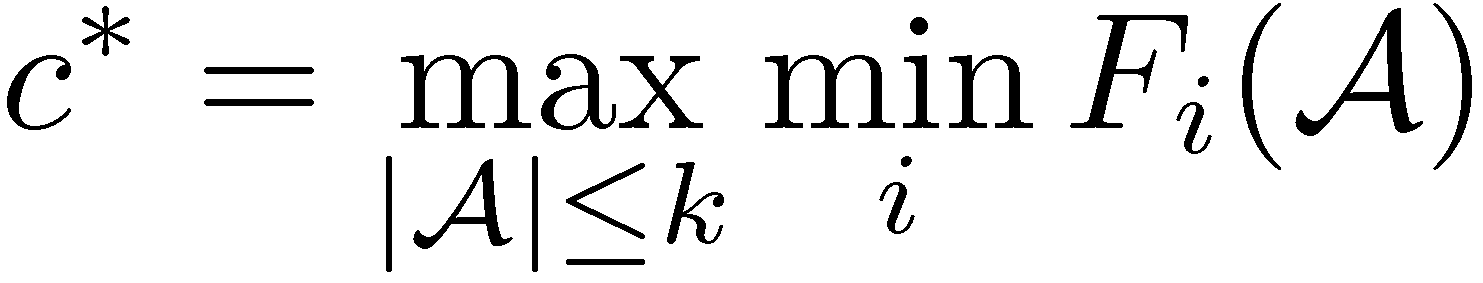 c* = max min F_i(𝒜)
|𝒜|≤k i